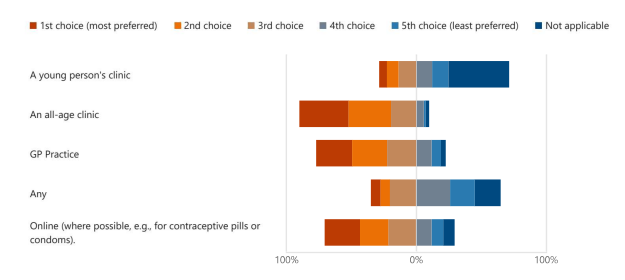 1st choice (most preferred) 2nd choice 3rd choice 4th choice 5th choice (least preferred) Not applicable
A young person's clinic
An all-age clinic
GP Practice
Any
Online (where possible, e.g., for contraceptive pills or
condoms).
100% 0% 100%